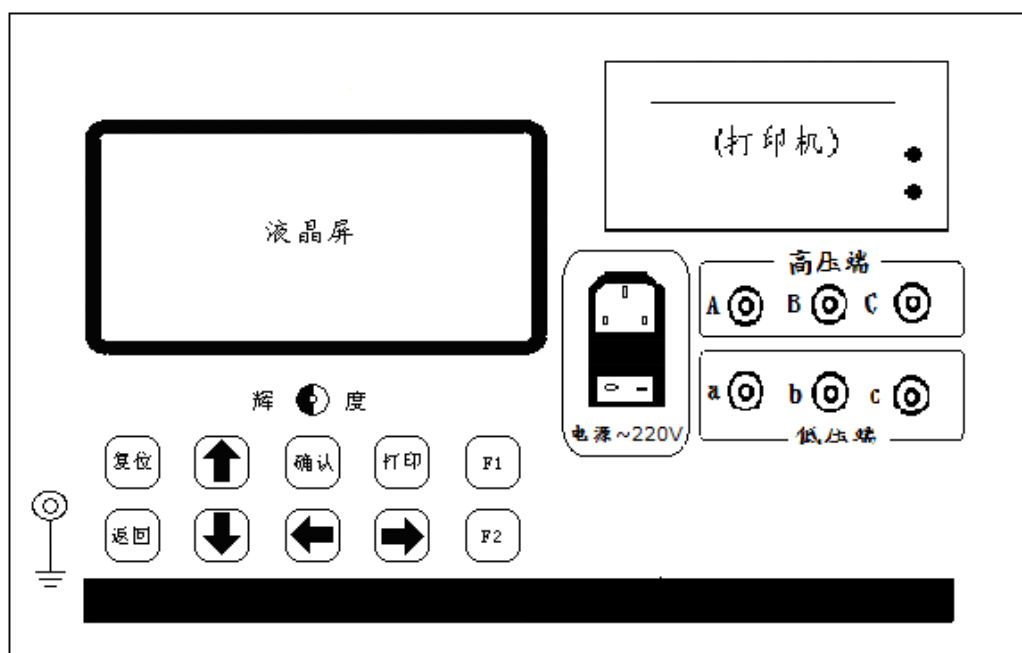 (打印机)
液晶屏
高压端
A B C
a b c
低压端
电源~220V
辉 度
复位 确认 打印 F1
返回 F2